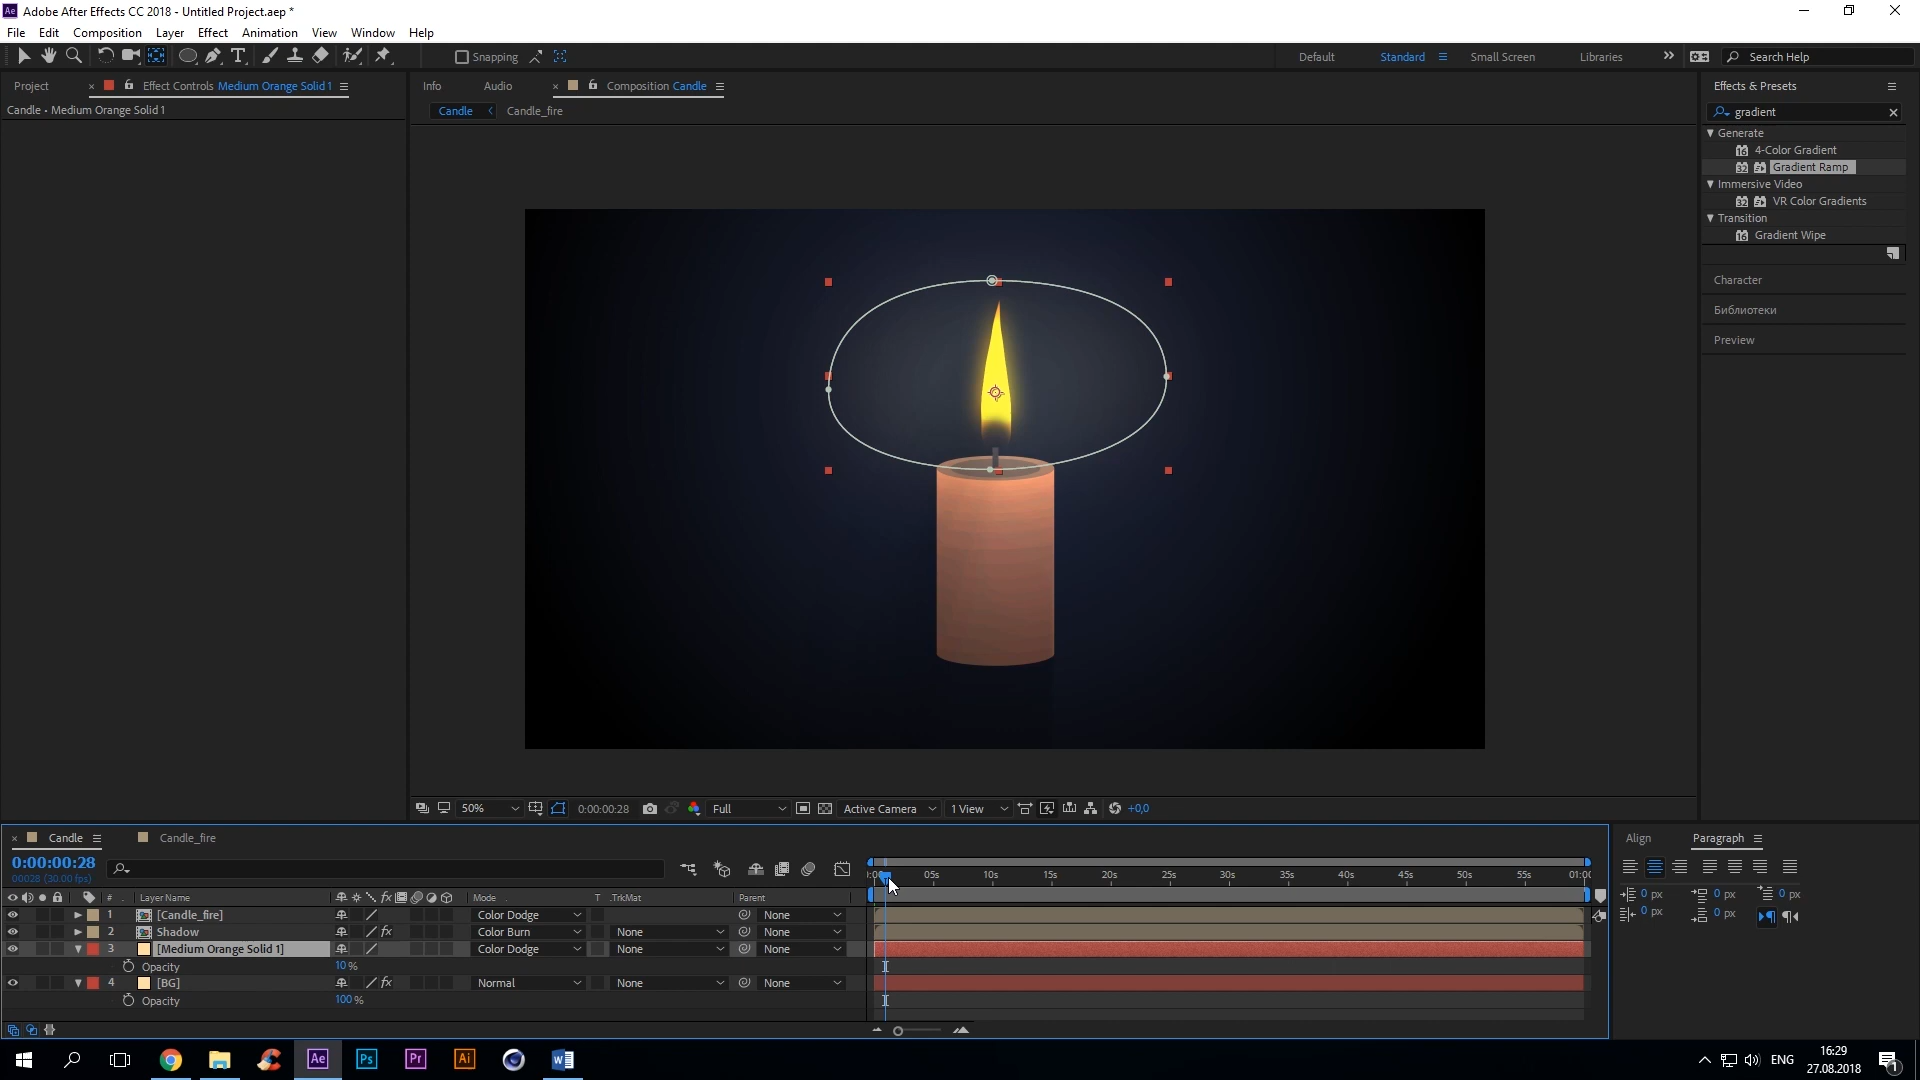 Adobe After Effects CC 2018 - Untitled Project.aep *
File Edit Composition Layer Effect Animation View Window Help
Snapping
Default Standard Small Screen Libraries Search Help
Project Effect Controls Medium Orange Solid 1
Candle • Medium Orange Solid 1
Info Audio Composition Candle
Candle Candle_fire
Effects & Presets
gradient
Generate
4-Color Gradient
Gradient Ramp
Immersive Video
VR Color Gradients
Transition
Gradient Wipe
Character
Библиотеки
Preview
50% 0:00:00:28 Full Active Camera 1 View +0,0
Candle Candle_fire
0:00:00:28
00028 (30.00 fps)
05s 10s 15s 20s 25s 30s 35s 40s 45s 50s 55s
# Layer Name Mode T .TrkMat Parent
1 [Candle_fire] Color Dodge None
2 Shadow Color Burn None None
3 [Medium Orange Solid 1] Color Dodge None None
Opacity 10 %
4 [BG] Normal None None
Opacity 100 %
Align Paragraph
0 px 0 px 0 px
0 px 0 px
Ae Ps Pr Ai
ENG
16:29
27.08.2018
1